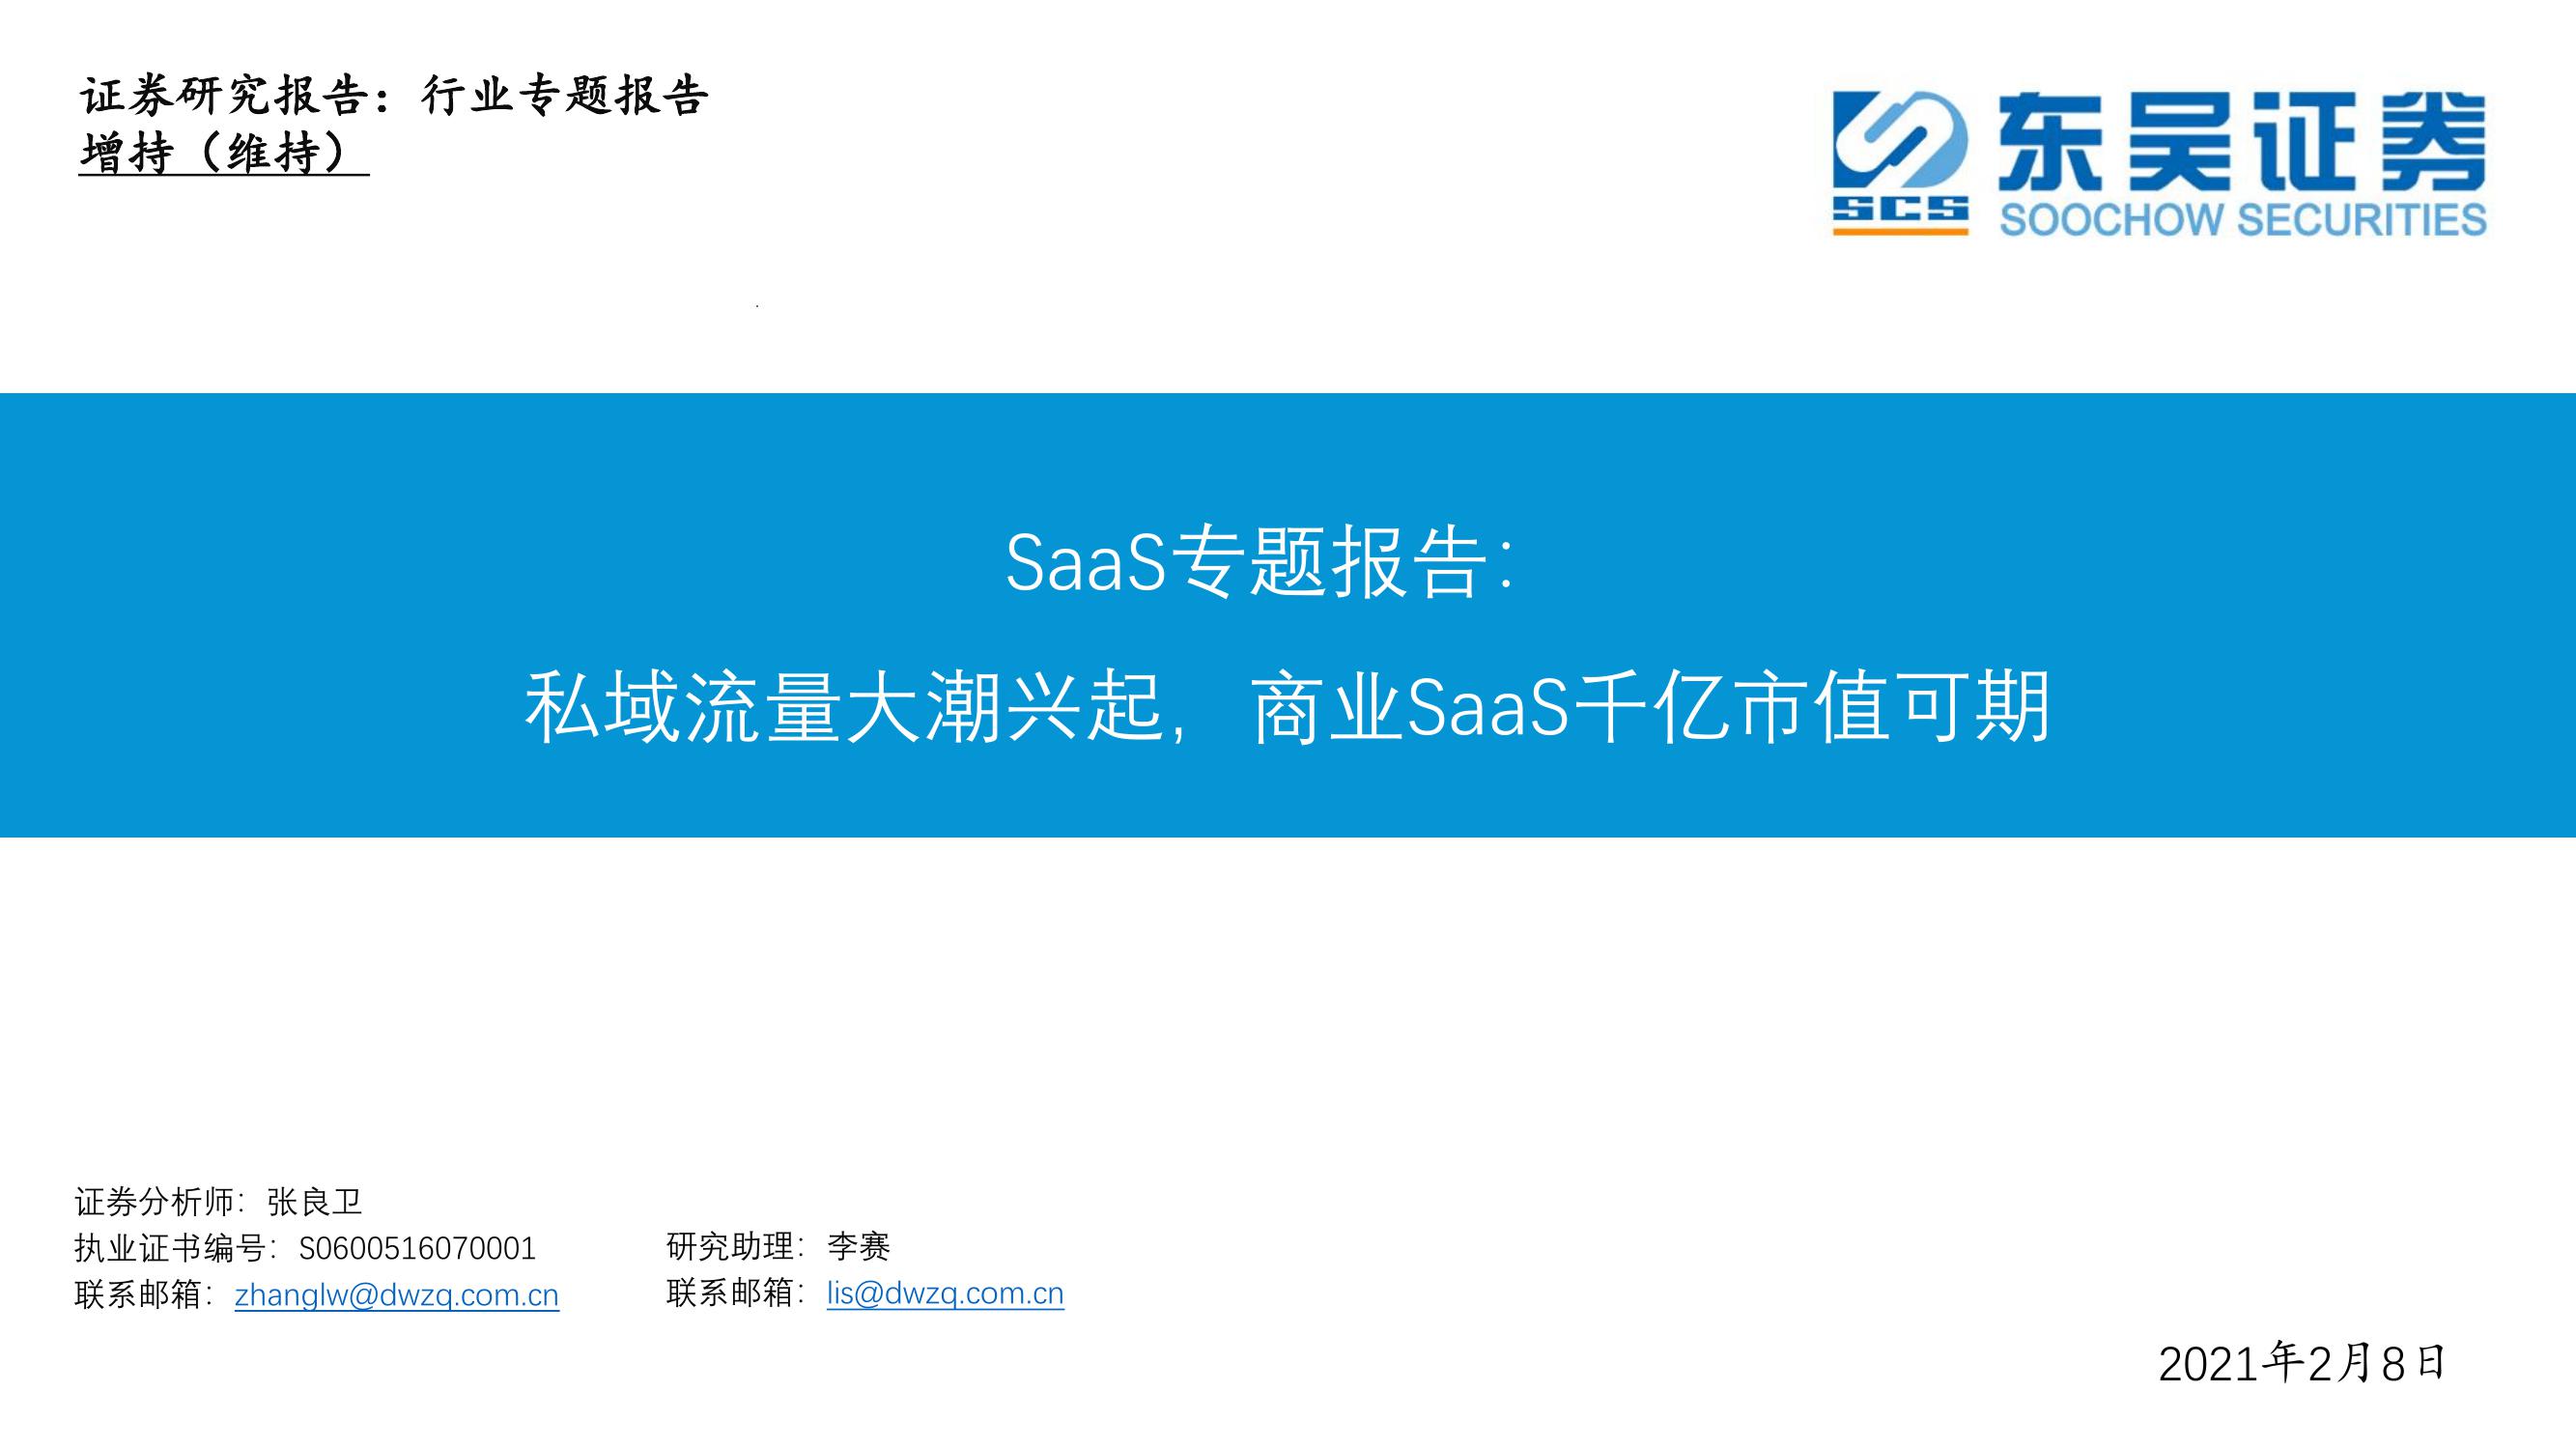 证券研究报告：行业专题报告
增持（维持）
SCS
东吴证券
SOOCHOW SECURITIES
SaaS专题报告：
私域流量大潮兴起，商业SaaS千亿市值可期
证券分析师：张良卫
执业证书编号：S0600516070001
联系邮箱：zhanglw@dwzq.com.cn
研究助理：李赛
联系邮箱：lis@dwzq.com.cn
2021年2月8日